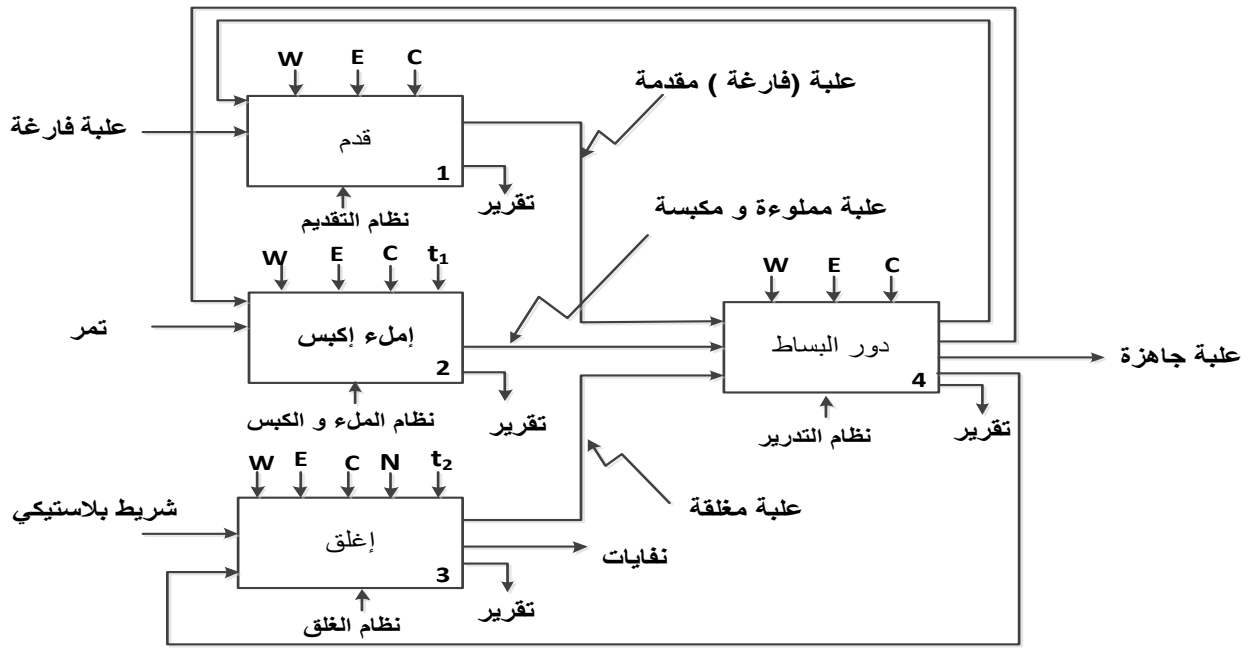 W E C
علبة (فارغة ) مقدمة
علبة فارغة
قدم
1
تقرير
نظام التقديم
علبة مملوءة و مكبسة
W E C t₁
W E C
تمر
إملء إكبس
2
دور البساط
4
علبة جاهزة
نظام الملء و الكبس
تقرير
نظام التدرير
تقرير
W E C N t₂
شريط بلاستيكي
علبة مغلقة
إغلق
3
نفايات
تقرير
نظام الغلق